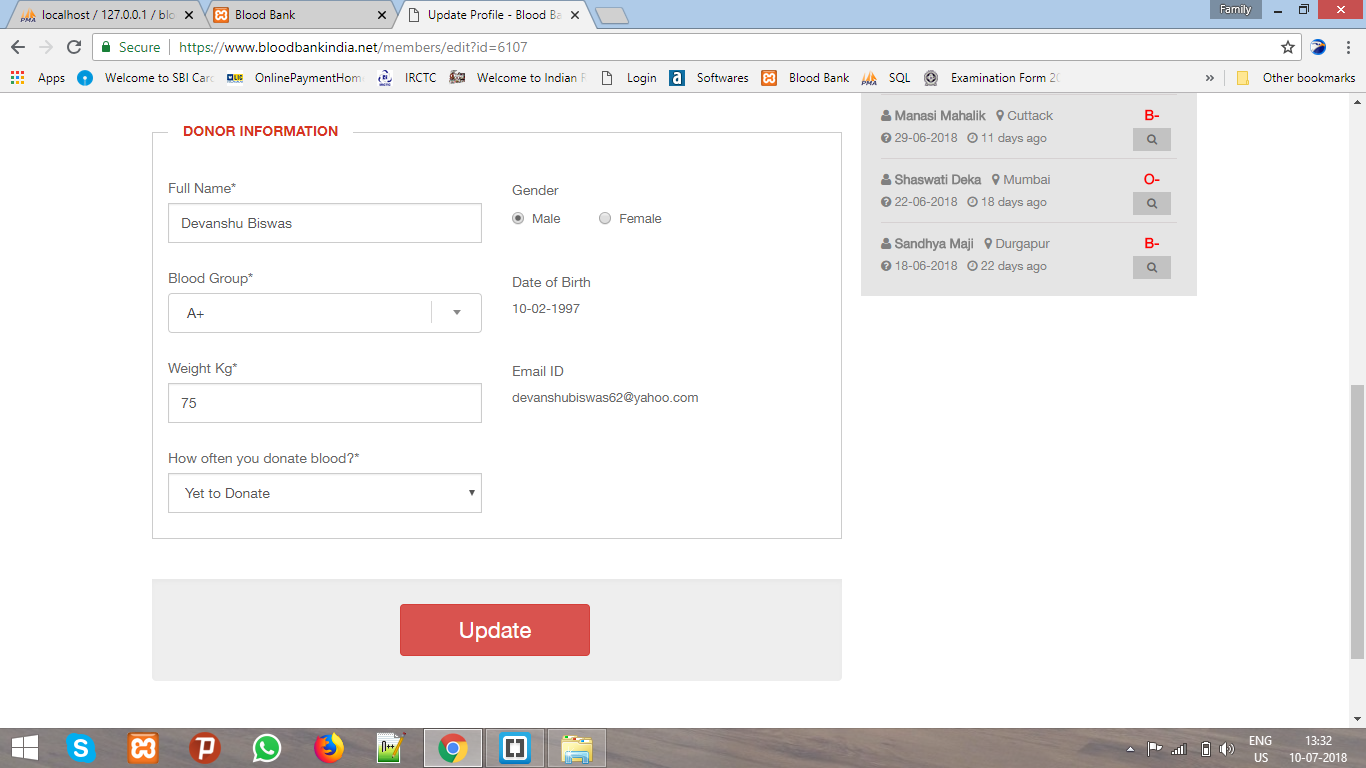 localhost / 127.0.0.1 / blo
Blood Bank
Update Profile - Blood Ba
Family
Secure
https://www.bloodbankindia.net/members/edit?id=6107
Apps
Welcome to SBI Card
OnlinePaymentHom
IRCTC
Welcome to Indian R
Login
Softwares
Blood Bank
SQL
Examination Form 20
»
Other bookmarks
DONOR INFORMATION
Full Name*
Devanshu Biswas
Gender
Male Female
Blood Group*
A+
Date of Birth
10-02-1997
Weight Kg*
75
Email ID
devanshubiswas62@yahoo.com
How often you donate blood?*
Yet to Donate
Update
Manasi Mahalik Cuttack B-
29-06-2018 11 days ago
Shaswati Deka Mumbai O-
22-06-2018 18 days ago
Sandhya Maji Durgapur B-
18-06-2018 22 days ago
ENG 13:32
US 10-07-2018